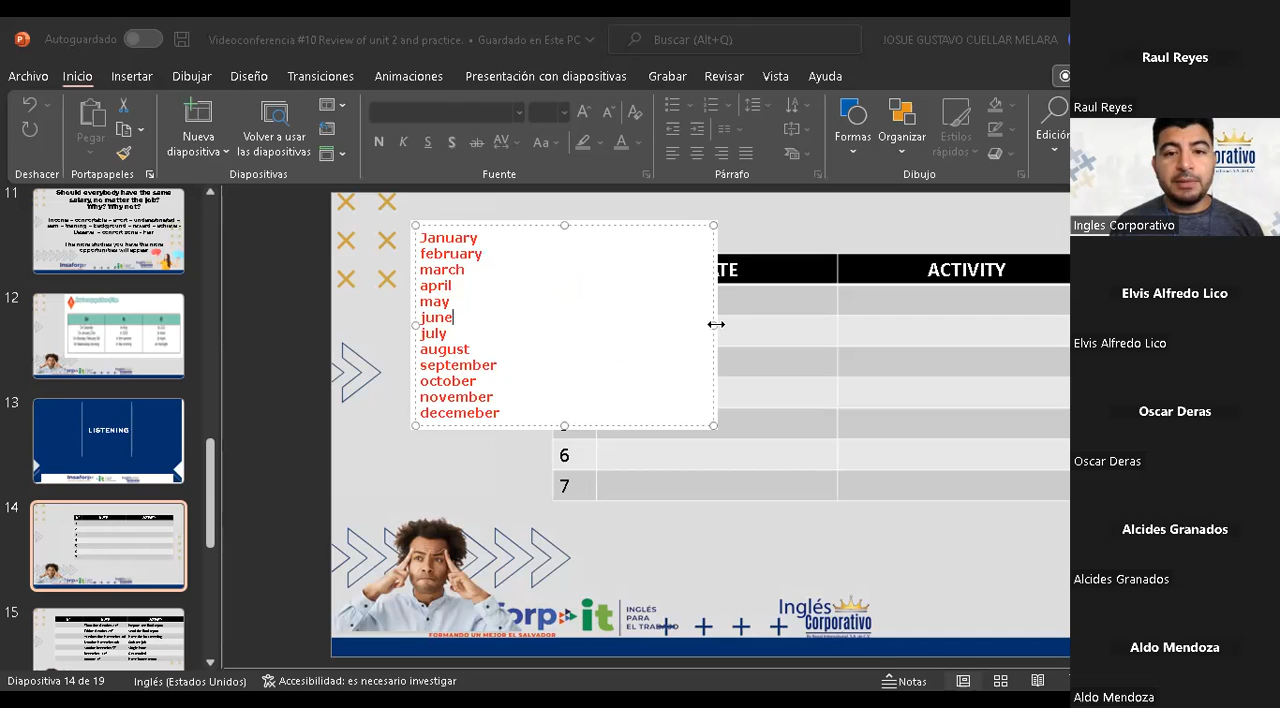 Autoguardado
Videoconferencia #10 Review of unit 2 and practice. • Guardado en Este PC
Buscar (Alt+Q)
JOSUE GUSTAVO CUELLAR MELARA
Archivo Inicio Insertar Dibujar Diseño Transiciones Animaciones Presentación con diapositivas Grabar Revisar Vista Ayuda
Pegar
Nueva diapositiva
Volver a usar las diapositivas
N K S S ab AV Aa A
Formas
Organizar
Estilos rápidos
Edición
Deshacer Portapapeles Diapositivas Fuente Párrafo Dibujo
11
Should everybody have the same
salary, no matter the job?
Why? Why not?
12
13
LISTENING
14
15
January
february
march
april
may
june
july
august
september
october
november
decemeber
ACTIVITY
6
7
FORMANDO UN MEJOR EL SALVADOR
INGLÉS
PARA
EL TRABAJO
Inglés
Corporativo
Diapositiva 14 de 19
Inglés (Estados Unidos)
Accesibilidad: es necesario investigar
Notas
Raul Reyes
Raul Reyes
Ingles Corporativo
Elvis Alfredo Lico
Elvis Alfredo Lico
Oscar Deras
Oscar Deras
Alcides Granados
Alcides Granados
Aldo Mendoza
Aldo Mendoza